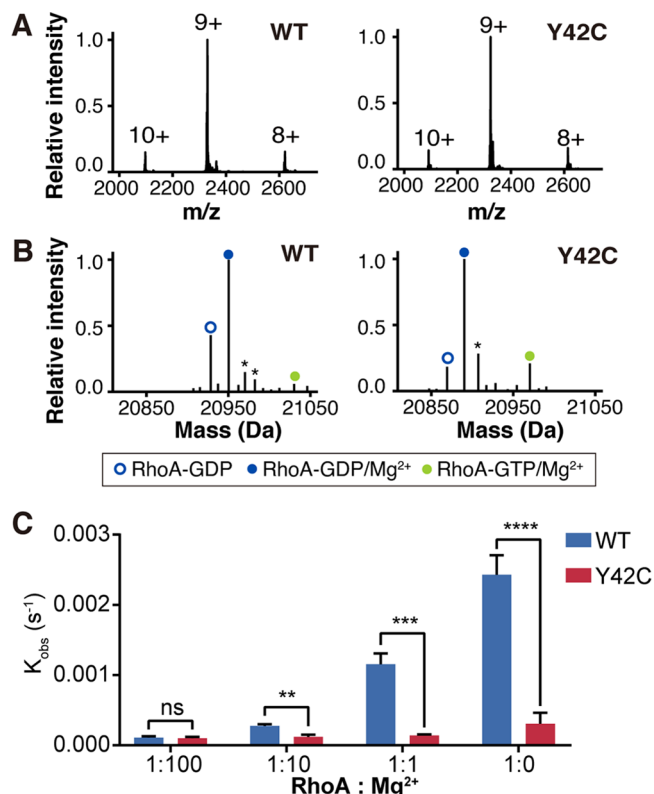 A
WT
Y42C
Relative intensity
1.0
0.5
0.0
10+
9+
8+
2000 2200 2400 2600
m/z
1.0
0.5
0.0
10+
9+
8+
2000 2200 2400 2600
m/z
B
WT
Y42C
Relative intensity
1.0
0.5
0.0
* *
20850 20950 21050
Mass (Da)
1.0
0.5
0.0
*
20850 20970 21050
Mass (Da)
RhoA-GDP RhoA-GDP/Mg²⁺ RhoA-GTP/Mg²⁺
C
K_obs (s⁻¹)
0.003
0.002
0.001
0.000
ns
**
***
****
WT
Y42C
1:100 1:10 1:1 1:0
RhoA : Mg²⁺